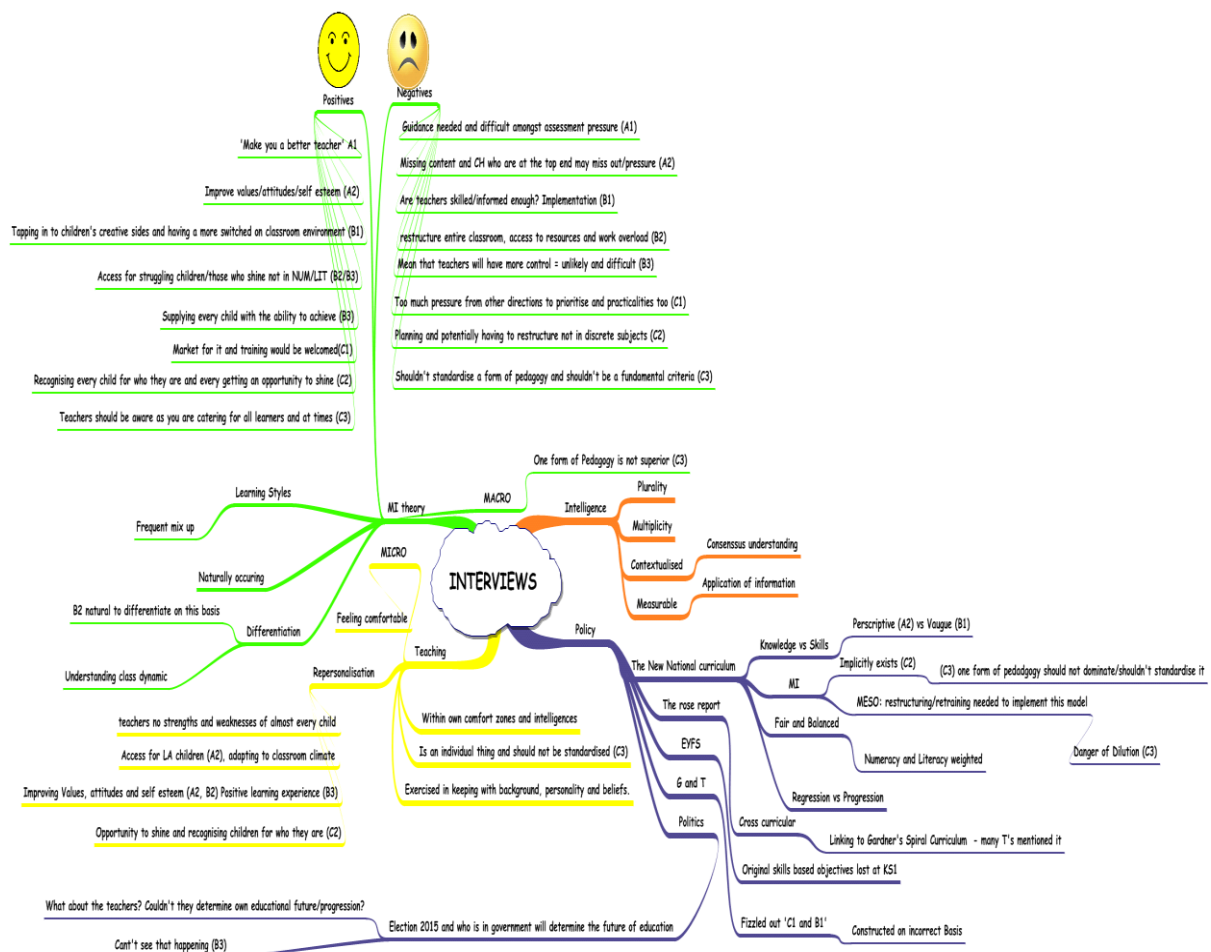 Positives
Negatives
'Make you a better teacher' A1
Improve values/attitudes/self esteem (A2)
Tapping in to children's creative sides and having a more switched on classroom environment (B1)
Access for struggling children/those who shine not in NUM/LIT (B2/B3)
Supplying every child with the ability to achieve (B3)
Market for it and training would be welcomed(C1)
Recognising every child for who they are and every getting an opportunity to shine (C2)
Teachers should be aware as you are catering for all learners and at times (C3)
Guidance needed and difficult amongst assessment pressure (A1)
Missing content and CH who are at the top end may miss out/pressure (A2)
Are teachers skilled/informed enough? Implementation (B1)
restructure entire classroom, access to resources and work overload (B2)
Mean that teachers will have more control = unlikely and difficult (B3)
Too much pressure from other directions to prioritise and practicalities too (C1)
Planning and potentially having to restructure not in discrete subjects (C2)
Shouldn't standardise a form of pedagogy and shouldn't be a fundamental criteria (C3)
MI theory
MACRO
One form of Pedagogy is not superior (C3)
Learning Styles
Frequent mix up
Naturally occuring
Differentiation
B2 natural to differentiate on this basis
Understanding class dynamic
INTERVIEWS
Intelligence
Plurality
Multiplicity
Contextualised
Consenssus understanding
Measurable
Application of information
MICRO
Feeling comfortable
Teaching
Repersonalisation
teachers no strengths and weaknesses of almost every child
Access for LA children (A2), adapting to classroom climate
Improving Values, attitudes and self esteem (A2, B2) Positive learning experience (B3)
Opportunity to shine and recognising children for who they are (C2)
Within own comfort zones and intelligences
Is an individual thing and should not be standardised (C3)
Exercised in keeping with background, personality and beliefs.
Policy
The New National curriculum
Knowledge vs Skills
Perscriptive (A2) vs Vaugue (B1)
MI
Implicitly exists (C2)
(C3) one form of pedadgogy should not dominate/shouldn't standardise it
MESO: restructuring/retraining needed to implement this model
Danger of Dilution (C3)
Fair and Balanced
Numeracy and Literacy weighted
Regression vs Progression
The rose report
Cross curricular
Linking to Gardner's Spiral Curriculum - many T's mentioned it
EYFS
Original skills based objectives lost at KS1
G and T
Fizzled out 'C1 and B1'
Constructed on incorrect Basis
Politics
Election 2015 and who is in government will determine the future of education
What about the teachers? Couldn't they determine own educational future/progression?
Cant't see that happening (B3)